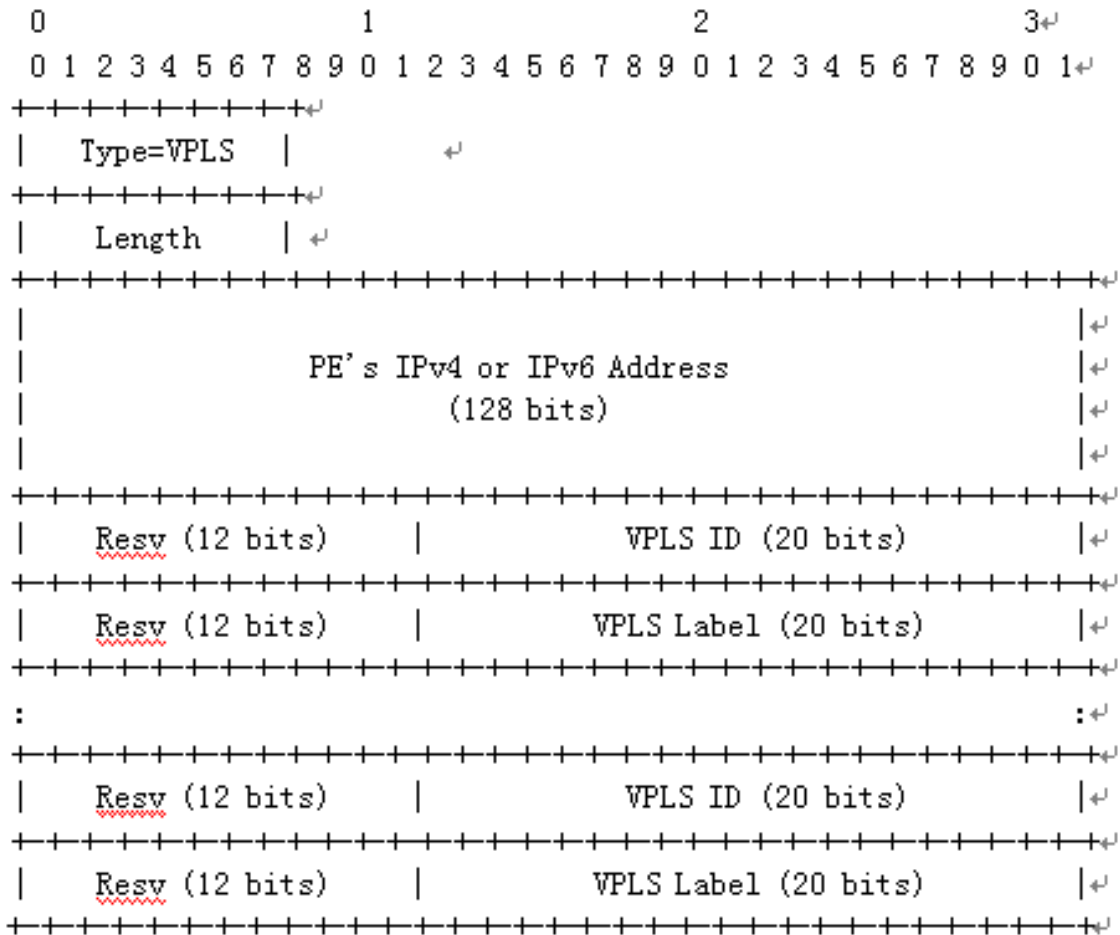 0 1 2 3↵
0 1 2 3 4 5 6 7 8 9 0 1 2 3 4 5 6 7 8 9 0 1 2 3 4 5 6 7 8 9 0 1↵
+-+-+-+-+-+-+-+-+↵
| Type=VPLS | ↵
+-+-+-+-+-+-+-+-+↵
| Length | ↵
+-+-+-+-+-+-+-+-+-+-+-+-+-+-+-+-+-+-+-+-+-+-+-+-+-+-+-+-+-+-+-+-+↵
| |↵
| PE's IPv4 or IPv6 Address |↵
| (128 bits) |↵
| |↵
+-+-+-+-+-+-+-+-+-+-+-+-+-+-+-+-+-+-+-+-+-+-+-+-+-+-+-+-+-+-+-+-+↵
| Resv (12 bits) | VPLS ID (20 bits) |↵
+-+-+-+-+-+-+-+-+-+-+-+-+-+-+-+-+-+-+-+-+-+-+-+-+-+-+-+-+-+-+-+-+↵
| Resv (12 bits) | VPLS Label (20 bits) |↵
+-+-+-+-+-+-+-+-+-+-+-+-+-+-+-+-+-+-+-+-+-+-+-+-+-+-+-+-+-+-+-+-+↵
: :↵
+-+-+-+-+-+-+-+-+-+-+-+-+-+-+-+-+-+-+-+-+-+-+-+-+-+-+-+-+-+-+-+-+↵
| Resv (12 bits) | VPLS ID (20 bits) |↵
+-+-+-+-+-+-+-+-+-+-+-+-+-+-+-+-+-+-+-+-+-+-+-+-+-+-+-+-+-+-+-+-+↵
| Resv (12 bits) | VPLS Label (20 bits) |↵
+-+-+-+-+-+-+-+-+-+-+-+-+-+-+-+-+-+-+-+-+-+-+-+-+-+-+-+-+-+-+-+-+↵